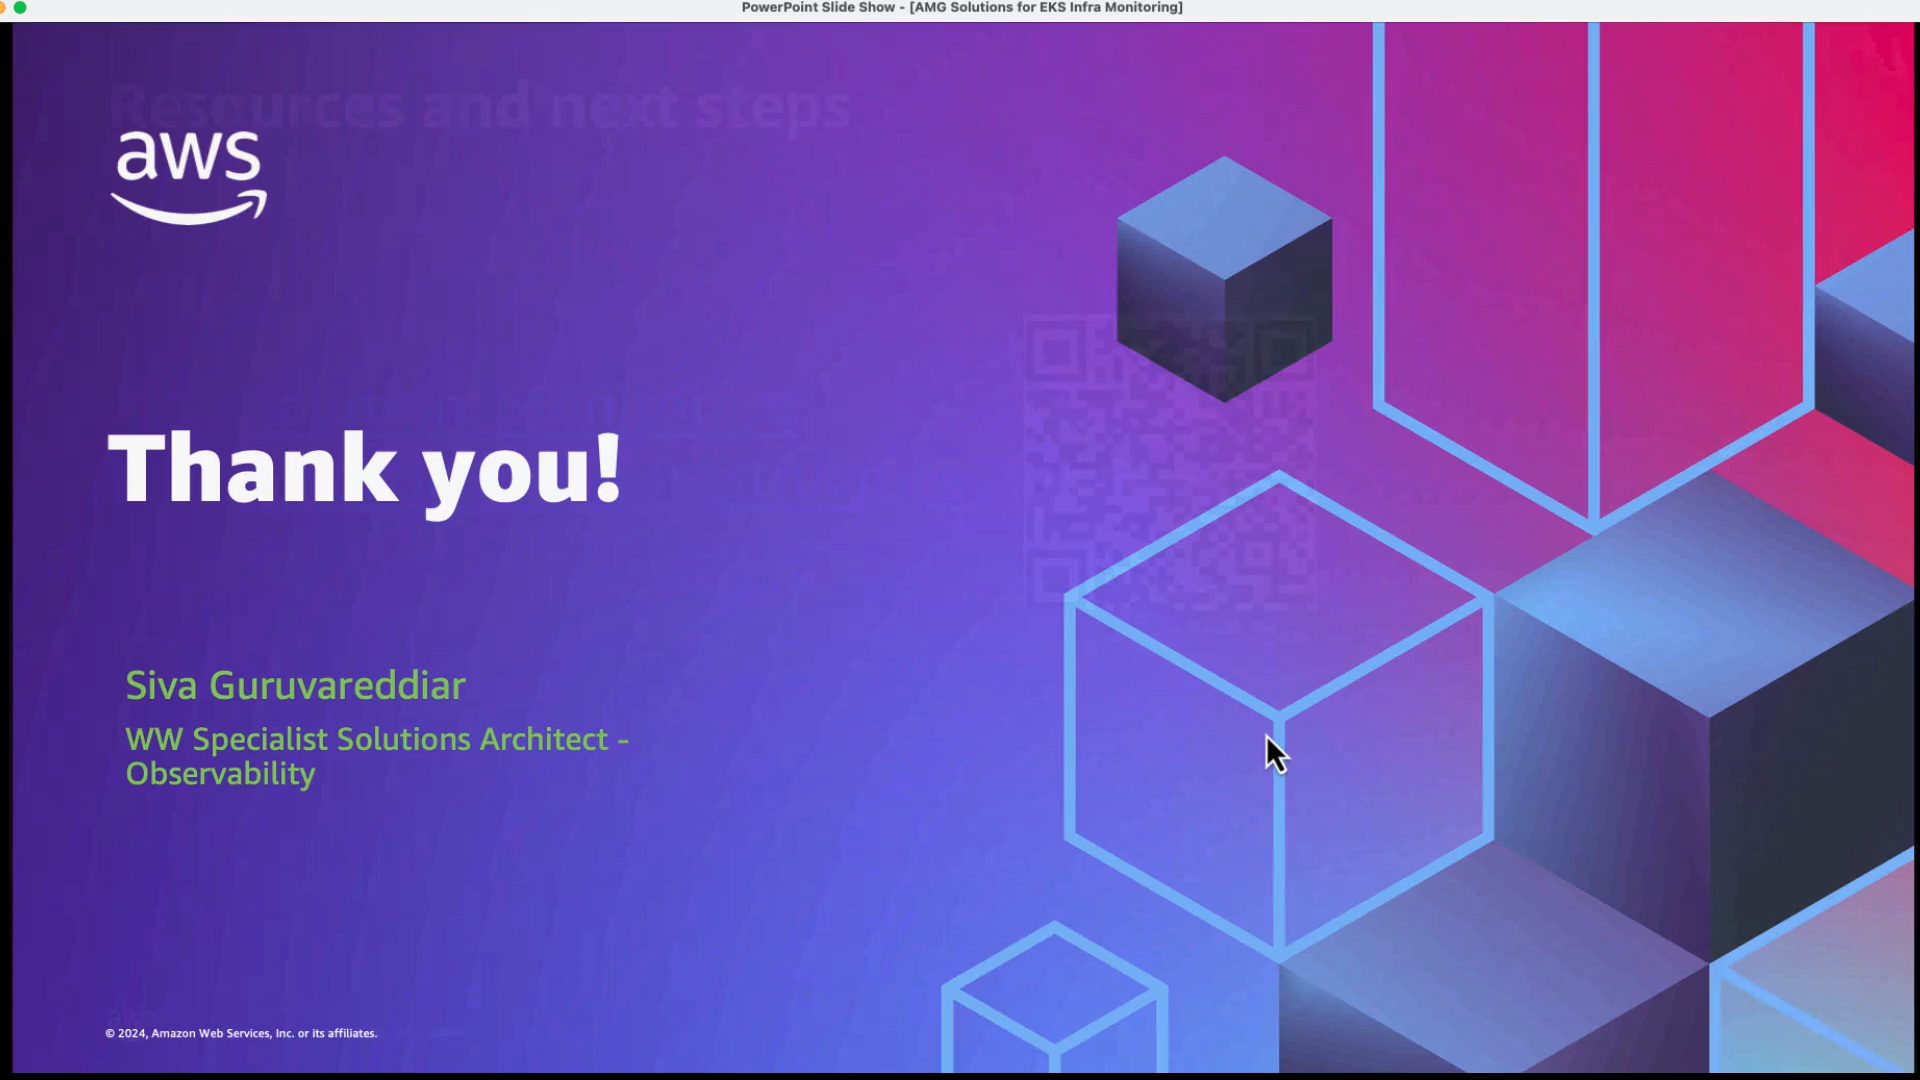 PowerPoint Slide Show - [AMG Solutions for EKS Infra Monitoring]
Resources and next steps
aws
Thank you!
Siva Guruvareddiar
WW Specialist Solutions Architect -
Observability
aws
© 2024, Amazon Web Services, Inc. or its affiliates.